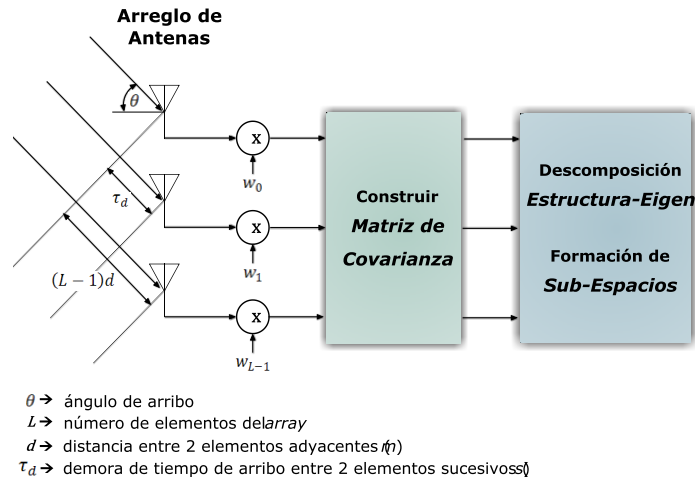 Arreglo de
Antenas
θ
x
w0
τd
x
w1
(L − 1)d
x
wL−1
Construir
Matriz de
Covarianza
Descomposición
Estructura-Eigen
Formación de
Sub-Espacios
θ → ángulo de arribo
L → número de elementos del array
d → distancia entre 2 elementos adyacentes (m)
τd → demora de tiempo de arribo entre 2 elementos sucesivos (s)